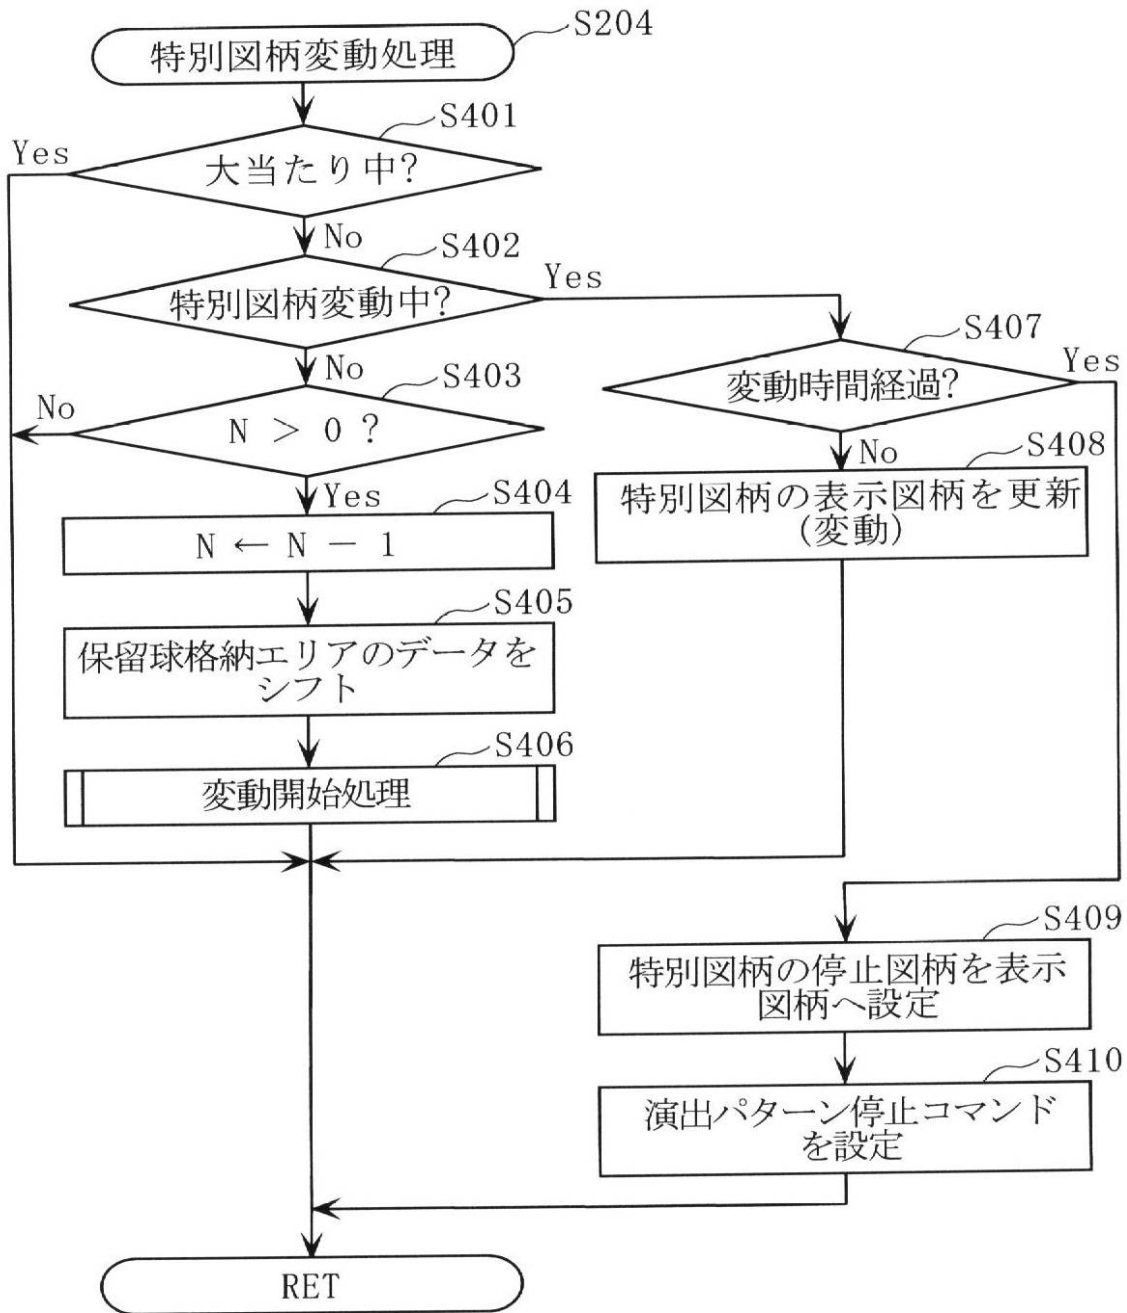 S204
特別図柄変動処理
S401
Yes
大当たり中?
No
S402
Yes
特別図柄変動中?
No
S403
No
N > 0 ?
Yes
S404
N ← N - 1
S405
保留球格納エリアのデータを
シフト
S406
変動開始処理
S407
Yes
変動時間経過?
No
S408
特別図柄の表示図柄を更新
(変動)
S409
特別図柄の停止図柄を表示
図柄へ設定
S410
演出パターン停止コマンド
を設定
RET